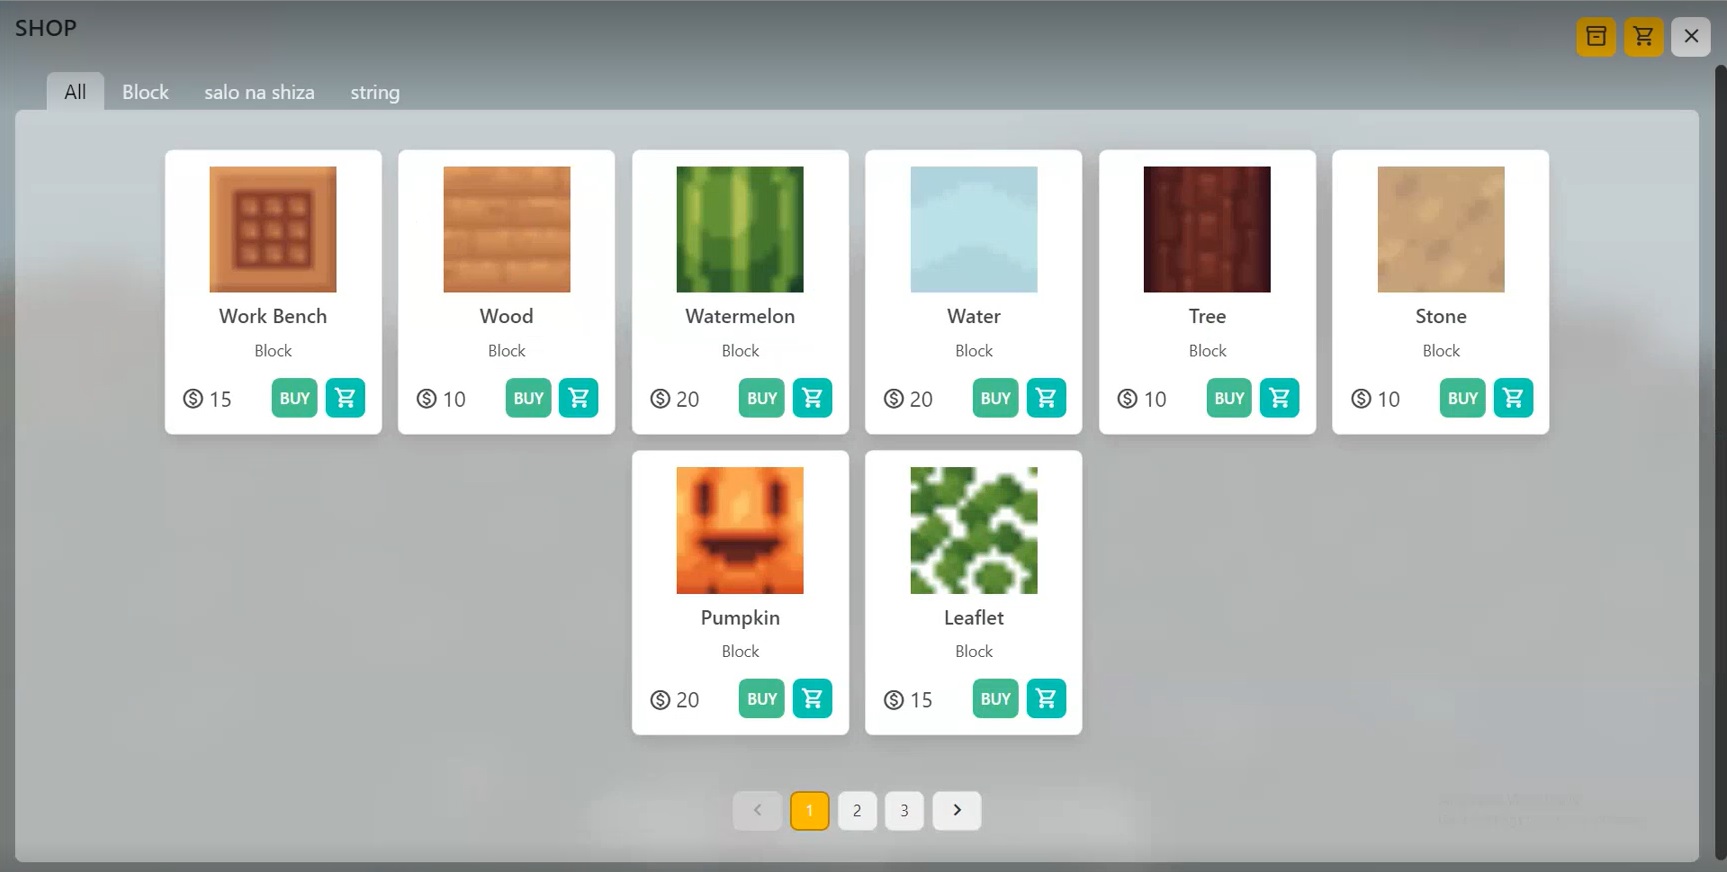 SHOP
All Block salo na shiza string
Work Bench Wood Watermelon Water Tree Stone
Block Block Block Block Block Block
15 BUY 10 BUY 20 BUY 20 BUY 10 BUY 10 BUY
Pumpkin Leaflet
Block Block
20 BUY 15 BUY
1 2 3